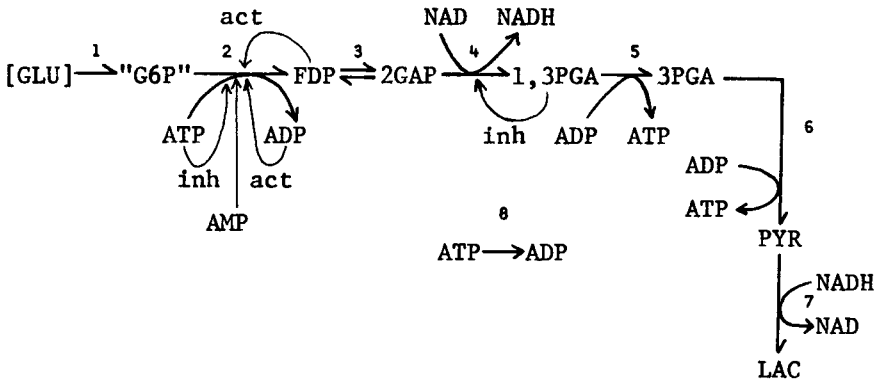 act NAD NADH
1 2 3 4 5
[GLU] "G6P" FDP 2GAP 1,3PGA 3PGA
ATP ADP inh ADP ATP 6
inh act ADP
AMP 8 ATP
ATP ADP PYR
NADH
7
NAD
LAC